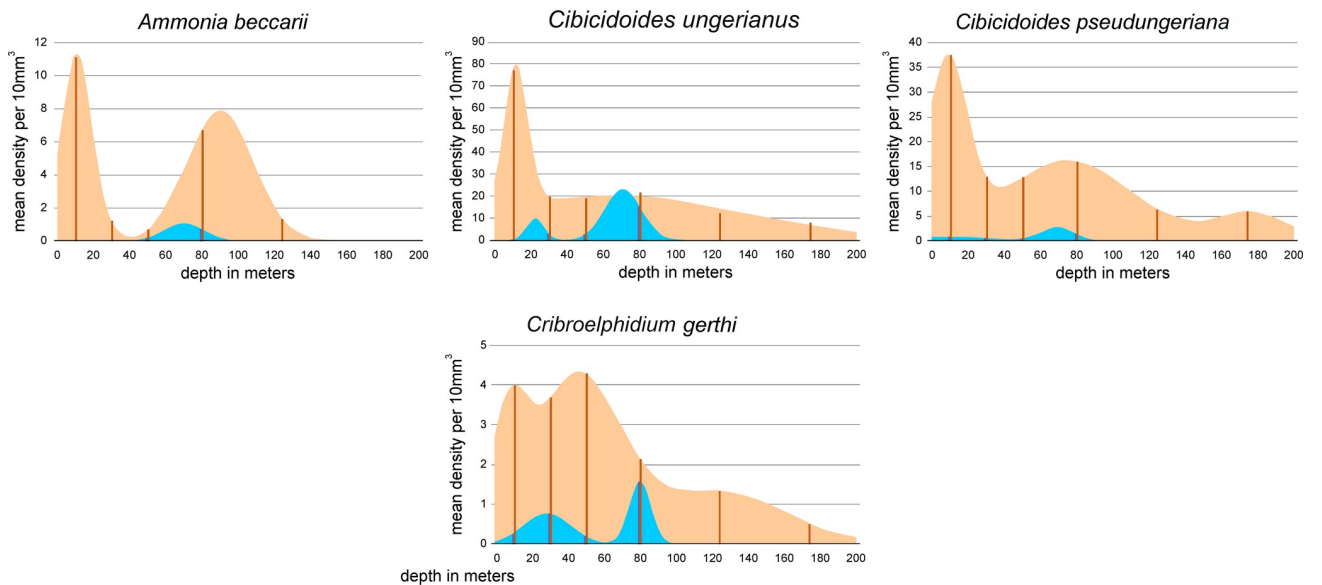 Ammonia beccarii
mean density per 10mm³
12
10
8
6
4
2
0
0 20 40 60 80 100 120 140 160 180 200
depth in meters
Cibicidoides ungerianus
mean density per 10mm³
90
80
70
60
50
40
30
20
10
0
0 20 40 60 80 100 120 140 160 180 200
depth in meters
Cibicidoides pseudungeriana
mean density per 10mm³
40
35
30
25
20
15
10
5
0
0 20 40 60 80 100 120 140 160 180 200
depth in meters
Cribroelphidium gerthi
mean density per 10mm³
5
4
3
2
1
0
0 20 40 60 80 100 120 140 160 180 200
depth in meters